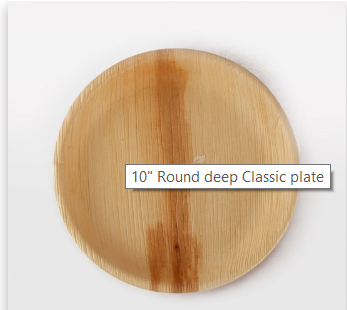 10" Round deep Classic plate